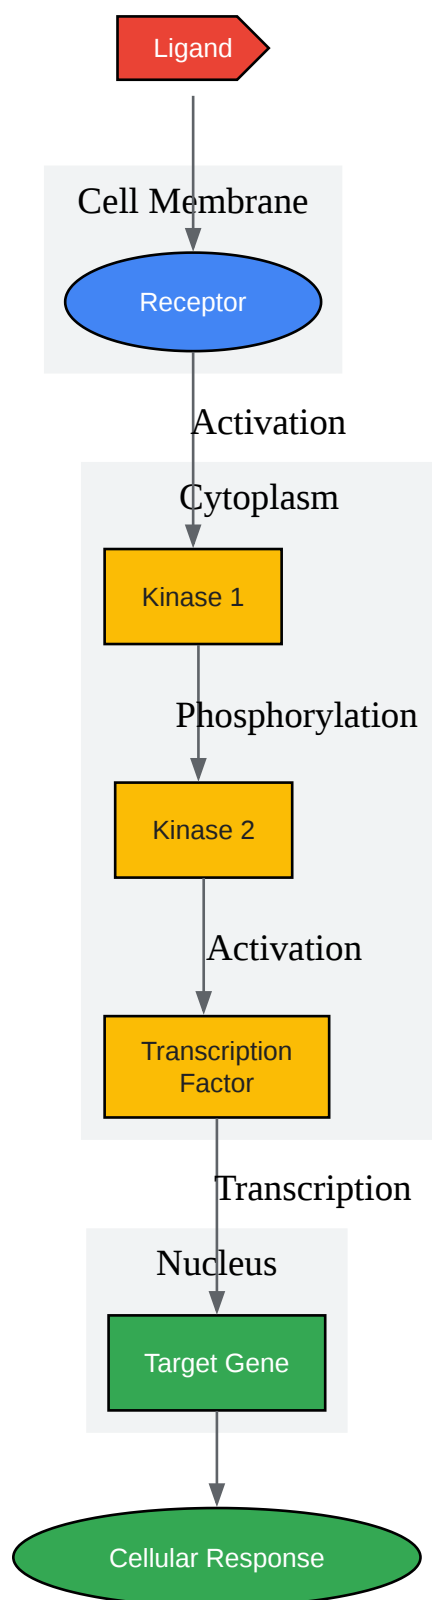 Ligand
Cell Membrane
Receptor
Activation
Cytoplasm
Kinase 1
Phosphorylation
Kinase 2
Activation
Transcription
Factor
Transcription
Nucleus
Target Gene
Cellular Response